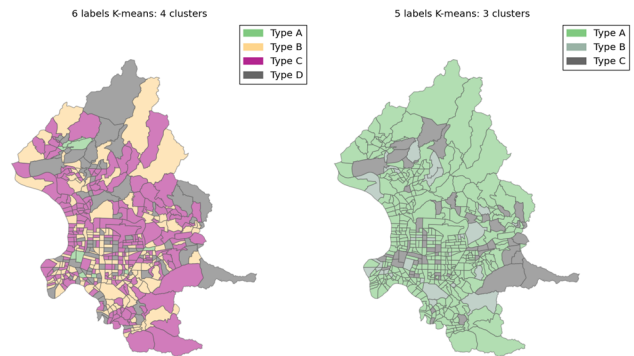 6 labels K-means: 4 clusters
Type A
Type B
Type C
Type D
5 labels K-means: 3 clusters
Type A
Type B
Type C